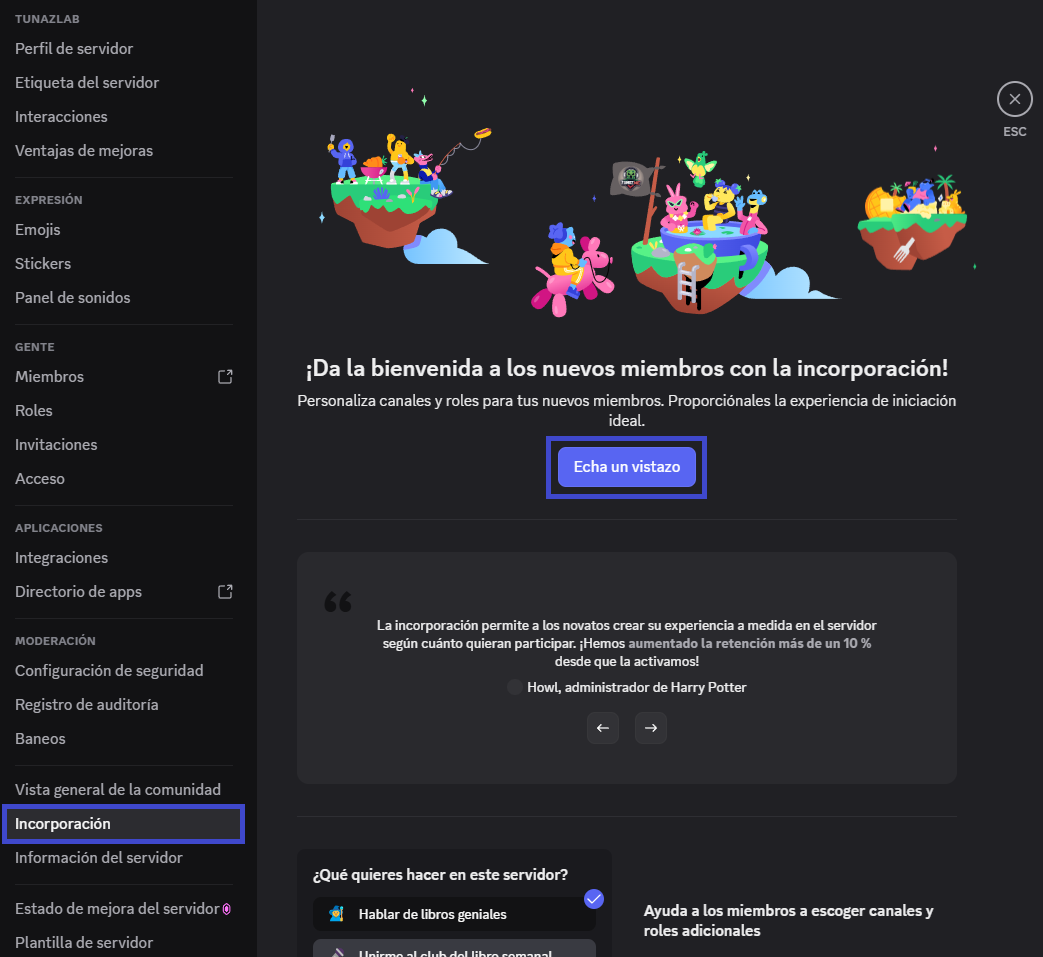 TUNAZLAB
Perfil de servidor
Etiqueta del servidor
Interacciones
Ventajas de mejoras
EXPRESIÓN
Emojis
Stickers
Panel de sonidos
GENTE
Miembros
Roles
Invitaciones
Acceso
APLICACIONES
Integraciones
Directorio de apps
MODERACIÓN
Configuración de seguridad
Registro de auditoría
Baneos
Vista general de la comunidad
Incorporación
Información del servidor
Estado de mejora del servidor
Plantilla de servidor
ESC
¡Da la bienvenida a los nuevos miembros con la incorporación!
Personaliza canales y roles para tus nuevos miembros. Proporciónales la experiencia de iniciación
ideal.
Echa un vistazo
“
La incorporación permite a los novatos crear su experiencia a medida en el servidor
según cuánto quieran participar. ¡Hemos aumentado la retención más de un 10 %
desde que la activamos!
Howl, administrador de Harry Potter
¿Qué quieres hacer en este servidor?
Hablar de libros geniales
Unirme al club del libro semanal
Ayuda a los miembros a escoger canales y
roles adicionales